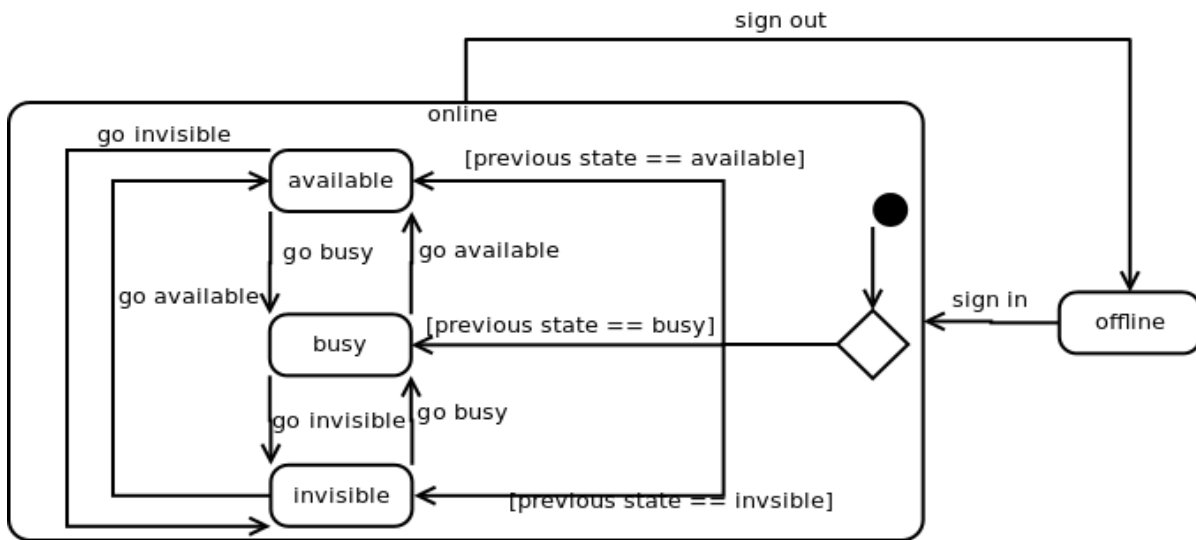 sign out
online
go invisible
[previous state == available]
available
go busy
go available
go available
sign in
offline
[previous state == busy]
busy
go invisible
go busy
invisible
[previous state == invsible]